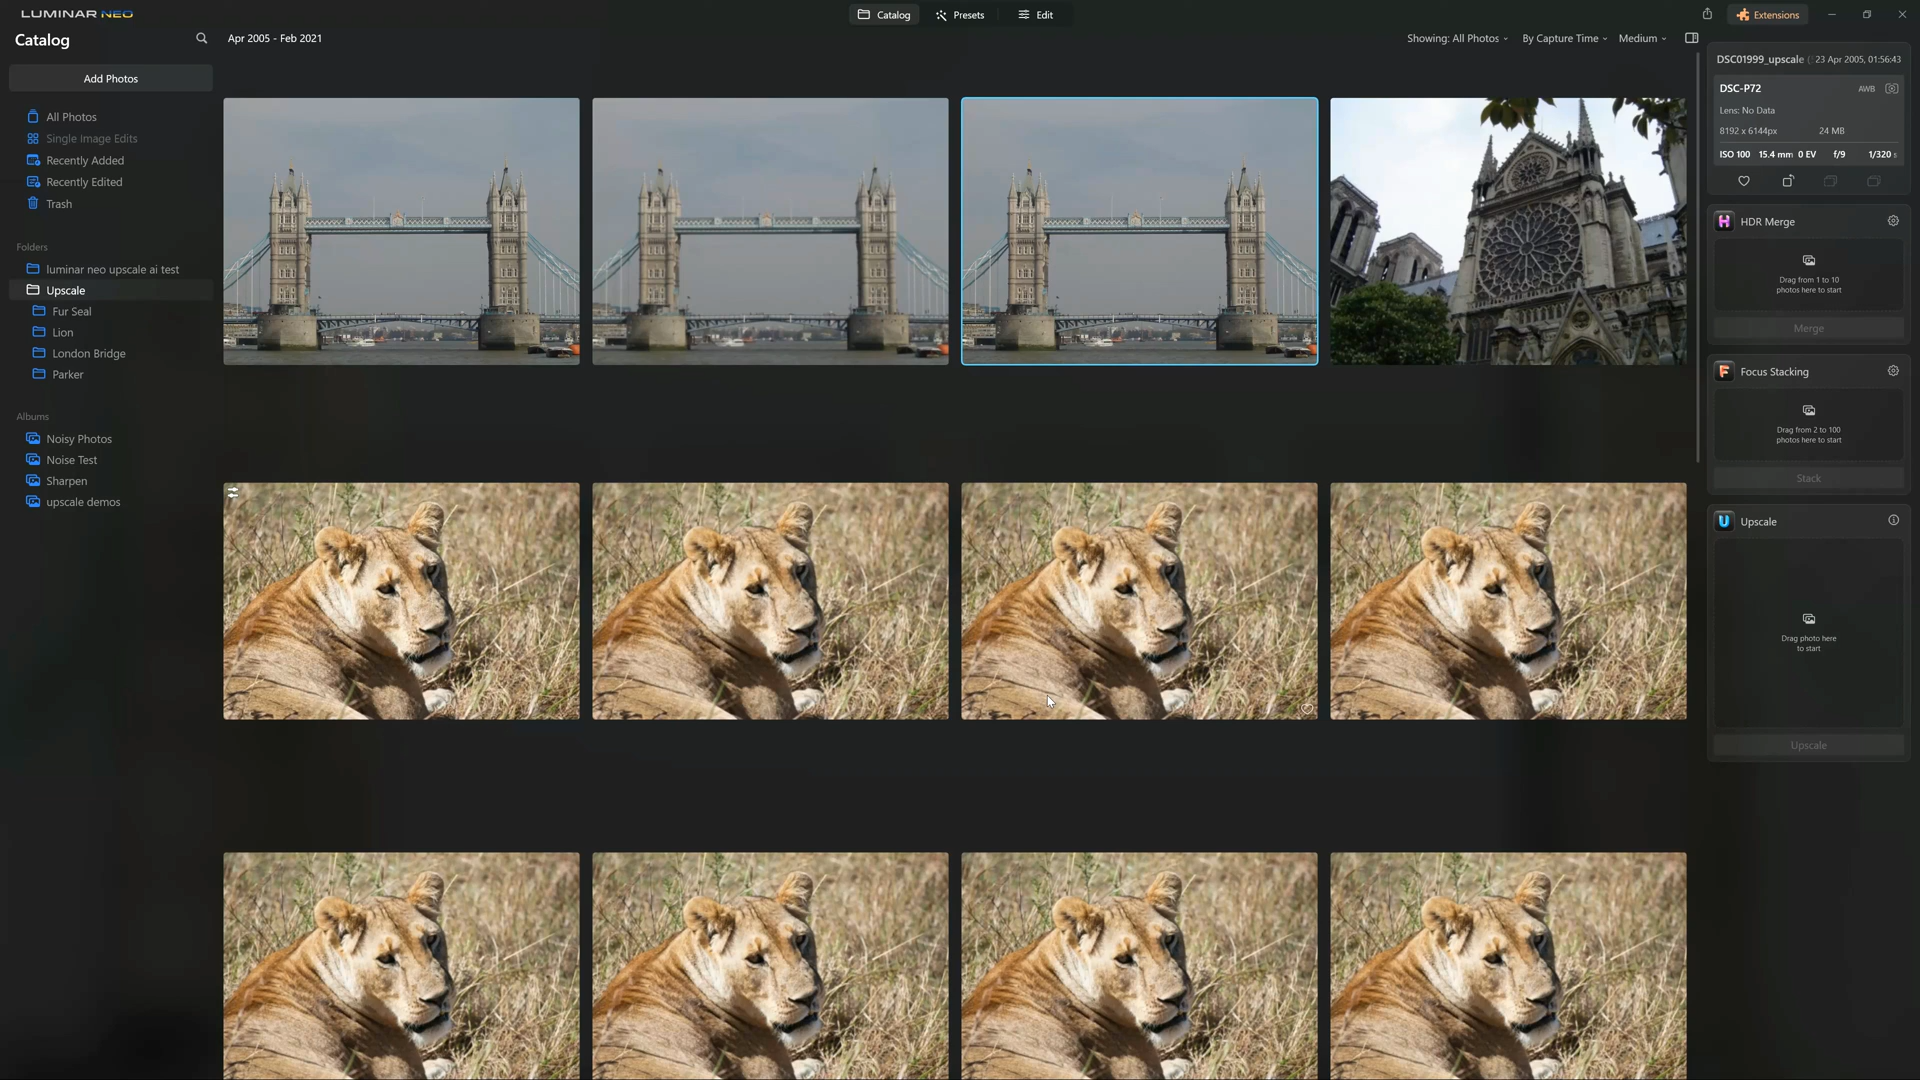 LUMINAR NEO
Catalog
Presets
Edit
Extensions
Catalog
Apr 2005 - Feb 2021
Showing: All Photos
By Capture Time
Medium
Add Photos
All Photos
Single Image Edits
Recently Added
Recently Edited
Trash
Folders
luminar neo upscale ai test
Upscale
Fur Seal
Lion
London Bridge
Parker
Albums
Noisy Photos
Noise Test
Sharpen
upscale demos
DSC01999_upscale ( 23 Apr 2005, 01:56:43
DSC-P72 AWB
Lens: No Data
8192 x 6144px 24 MB
ISO 100 15.4 mm 0 EV f/9 1/320 s
H HDR Merge
Drag from 1 to 10
photos here to start
Merge
F Focus Stacking
Drag from 2 to 100
photos here to start
Stack
U Upscale
Drag photo here
to start
Upscale